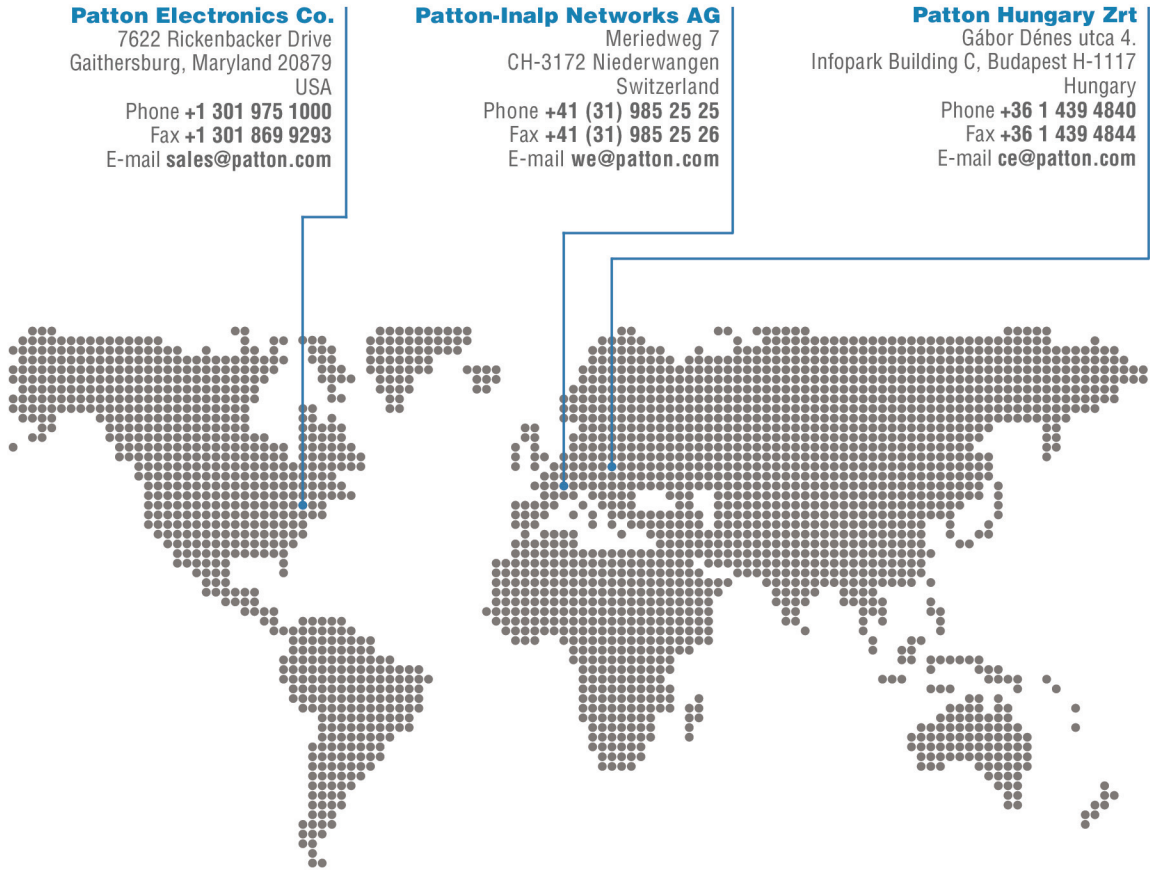 Patton Electronics Co.
7622 Rickenbacker Drive
Gaithersburg, Maryland 20879
USA
Phone +1 301 975 1000
Fax +1 301 869 9293
E-mail sales@patton.com
Patton-Inalp Networks AG
Meriedweg 7
CH-3172 Niederwangen
Switzerland
Phone +41 (31) 985 25 25
Fax +41 (31) 985 25 26
E-mail we@patton.com
Patton Hungary Zrt
Gábor Dénes utca 4.
Infopark Building C, Budapest H-1117
Hungary
Phone +36 1 439 4840
Fax +36 1 439 4844
E-mail ce@patton.com